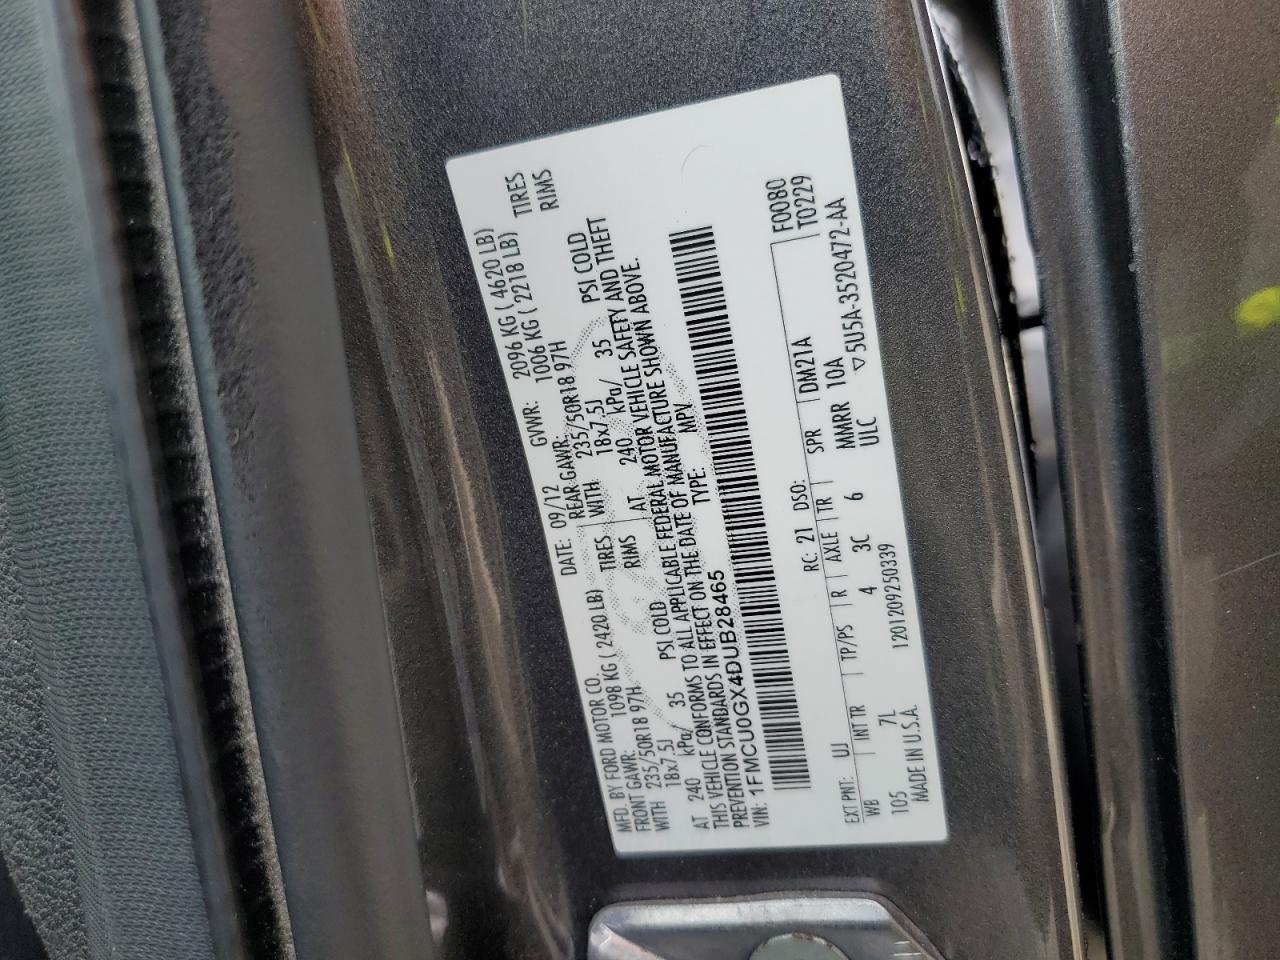 MFD. BY FORD MOTOR CO.
DATE: 09/12 GVWR: 2096 KG ( 4620 LB)
FRONT GAWR: 1098 KG ( 2420 LB) REAR GAWR: 1006 KG ( 2218 LB)
WITH 235/50R18 97H TIRES WITH 235/50R18 97H TIRES
18x7.5J RIMS 18x7.5J RIMS
AT 240 kPa/ 35 PSI COLD AT 240 kPa/ 35 PSI COLD
THIS VEHICLE CONFORMS TO ALL APPLICABLE FEDERAL MOTOR VEHICLE SAFETY AND THEFT
PREVENTION STANDARDS IN EFFECT ON THE DATE OF MANUFACTURE SHOWN ABOVE.
VIN: 1FMCU0GX4DUB28465 TYPE: MPV
F0080
T0229
EXT PNT: UJ RC: 21 DSO:
WB INT TR TP/PS R AXLE TR SPR DM21A
105 7L 4 3C 6 MMRR 10A
ULC
MADE IN U.S.A. 1201209250339 ▽5U5A-3520472-AA